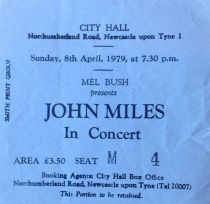 CITY HALL
Northumberland Road, Newcastle upon Tyne 1
Sunday, 8th April, 1979, at 7.30 p.m.
MEL BUSH
presents
JOHN MILES
In Concert
AREA £3.50 SEAT M 4
Booking Agents: City Hall Box Office
Northumberland Road, Newcastle upon Tyne (Tel 20007)
This Portion to be retained.
SMITH PRINT GROUP